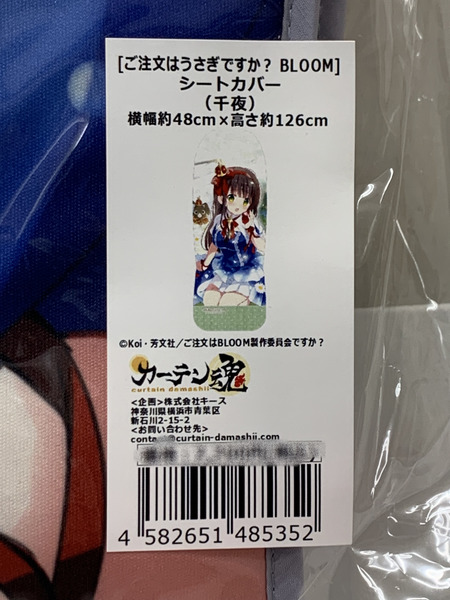 [ご注文はうさぎですか? BLOOM]
シートカバー
(千夜)
横幅約48cm×高さ約126cm
©Koi・芳文社/ご注文はBLOOM製作委員会ですか?
カーテン魂
curtain damashii
<企画>株式会社キース
神奈川県横浜市青葉区
新石川2-15-2
<お問い合わせ先>
contact@curtain-damashii.com
4 582651 485352